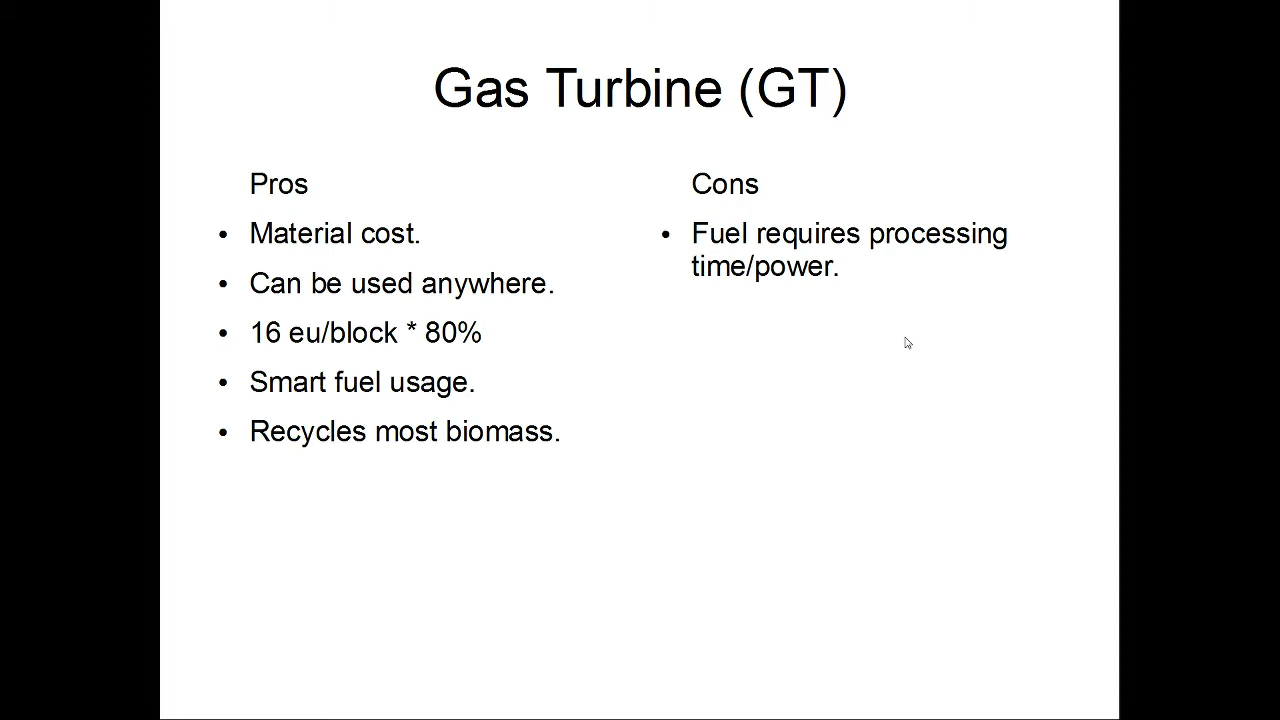 Gas Turbine (GT)
Pros
• Material cost.
• Can be used anywhere.
• 16 eu/block * 80%
• Smart fuel usage.
• Recycles most biomass.
Cons
• Fuel requires processing
time/power.